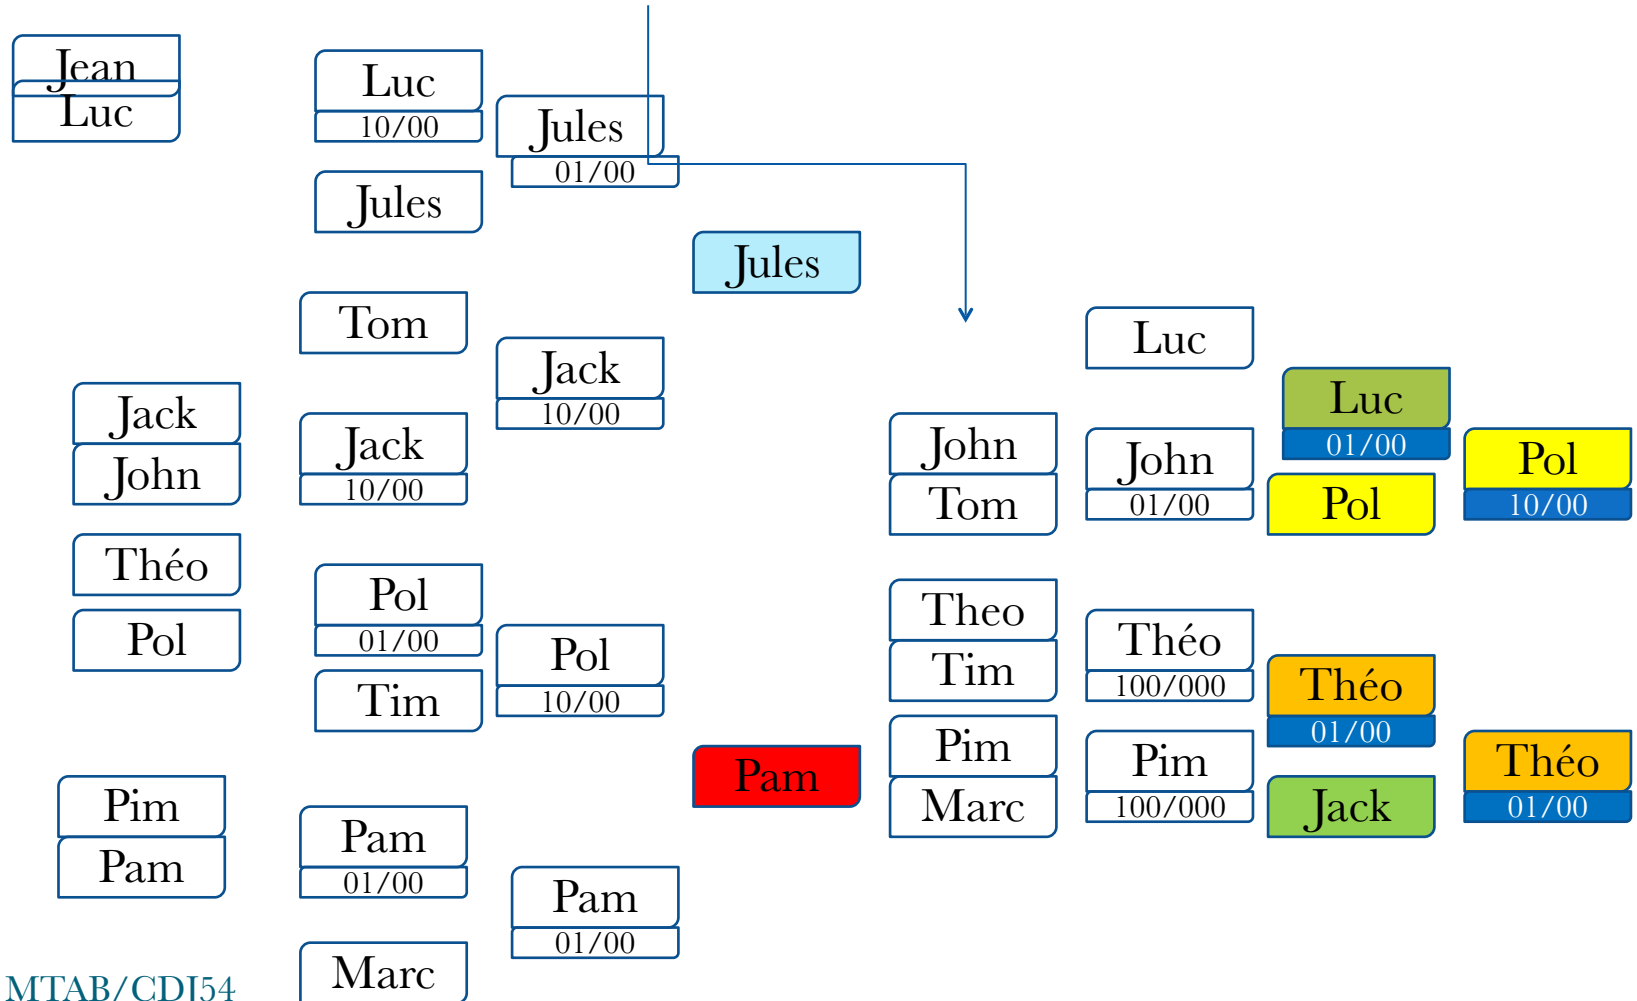 Jean
Luc
Luc
10/00
Jules
01/00
Jules
Jules
Tom
Jack
10/00
Jack
John
Jack
10/00
Théo
Pol
Pol
01/00
Tim
Pol
10/00
Pam
Pim
Pam
Pam
01/00
Pam
01/00
Marc
Luc
Luc
01/00
John
Tom
John
01/00
Pol
Pol
10/00
Theo
Tim
Théo
100/000
Théo
01/00
Pim
Marc
Pim
100/000
Jack
Théo
01/00
MTAB/CDJ54